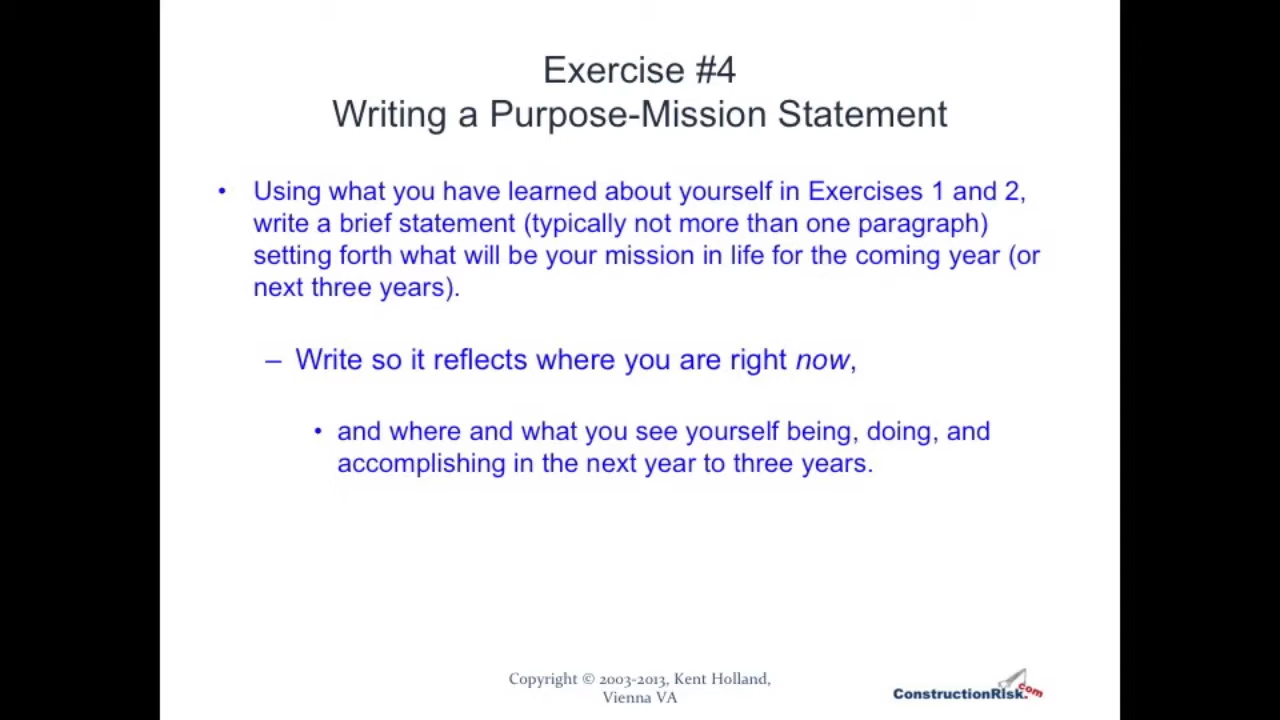 Exercise #4
Writing a Purpose-Mission Statement
• Using what you have learned about yourself in Exercises 1 and 2,
write a brief statement (typically not more than one paragraph)
setting forth what will be your mission in life for the coming year (or
next three years).
– Write so it reflects where you are right now,
• and where and what you see yourself being, doing, and
accomplishing in the next year to three years.
Copyright © 2003-2013, Kent Holland,
Vienna VA
ConstructionRisk.com